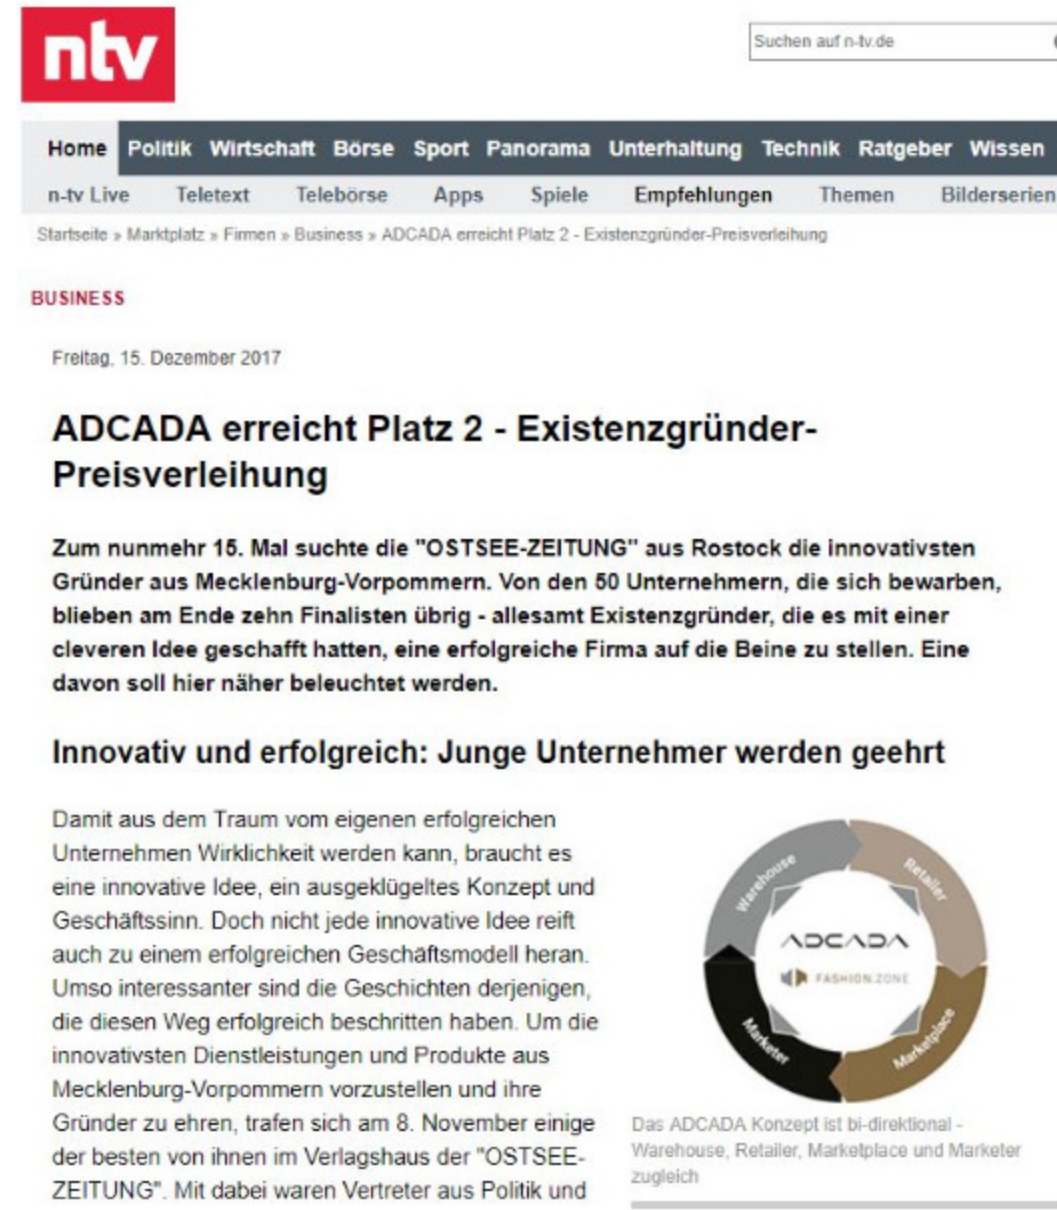 ntv
Suchen auf n-tv.de
Home Politik Wirtschaft Börse Sport Panorama Unterhaltung Technik Ratgeber Wissen
n-tv Live Teletext Telebörse Apps Spiele Empfehlungen Themen Bilderserien
Startseite » Marktplatz » Firmen » Business » ADCADA erreicht Platz 2 - Existenzgründer-Preisverleihung
BUSINESS
Freitag, 15. Dezember 2017
ADCADA erreicht Platz 2 - Existenzgründer-
Preisverleihung
Zum nunmehr 15. Mal suchte die "OSTSEE-ZEITUNG" aus Rostock die innovativsten
Gründer aus Mecklenburg-Vorpommern. Von den 50 Unternehmern, die sich bewarben,
blieben am Ende zehn Finalisten übrig - allesamt Existenzgründer, die es mit einer
cleveren Idee geschafft hatten, eine erfolgreiche Firma auf die Beine zu stellen. Eine
davon soll hier näher beleuchtet werden.
Innovativ und erfolgreich: Junge Unternehmer werden geehrt
Damit aus dem Traum vom eigenen erfolgreichen
Unternehmen Wirklichkeit werden kann, braucht es
eine innovative Idee, ein ausgeklügeltes Konzept und
Geschäftssinn. Doch nicht jede innovative Idee reift
auch zu einem erfolgreichen Geschäftsmodell heran.
Umso interessanter sind die Geschichten derjenigen,
die diesen Weg erfolgreich beschritten haben. Um die
innovativsten Dienstleistungen und Produkte aus
Mecklenburg-Vorpommern vorzustellen und ihre
Gründer zu ehren, trafen sich am 8. November einige
der besten von ihnen im Verlagshaus der "OSTSEE-
ZEITUNG". Mit dabei waren Vertreter aus Politik und
Warehouse
Retailer
ADCADA
FASHION.ZONE
Marketer
Marketplace
Das ADCADA Konzept ist bi-direktional -
Warehouse, Retailer, Marketplace und Marketer
zugleich